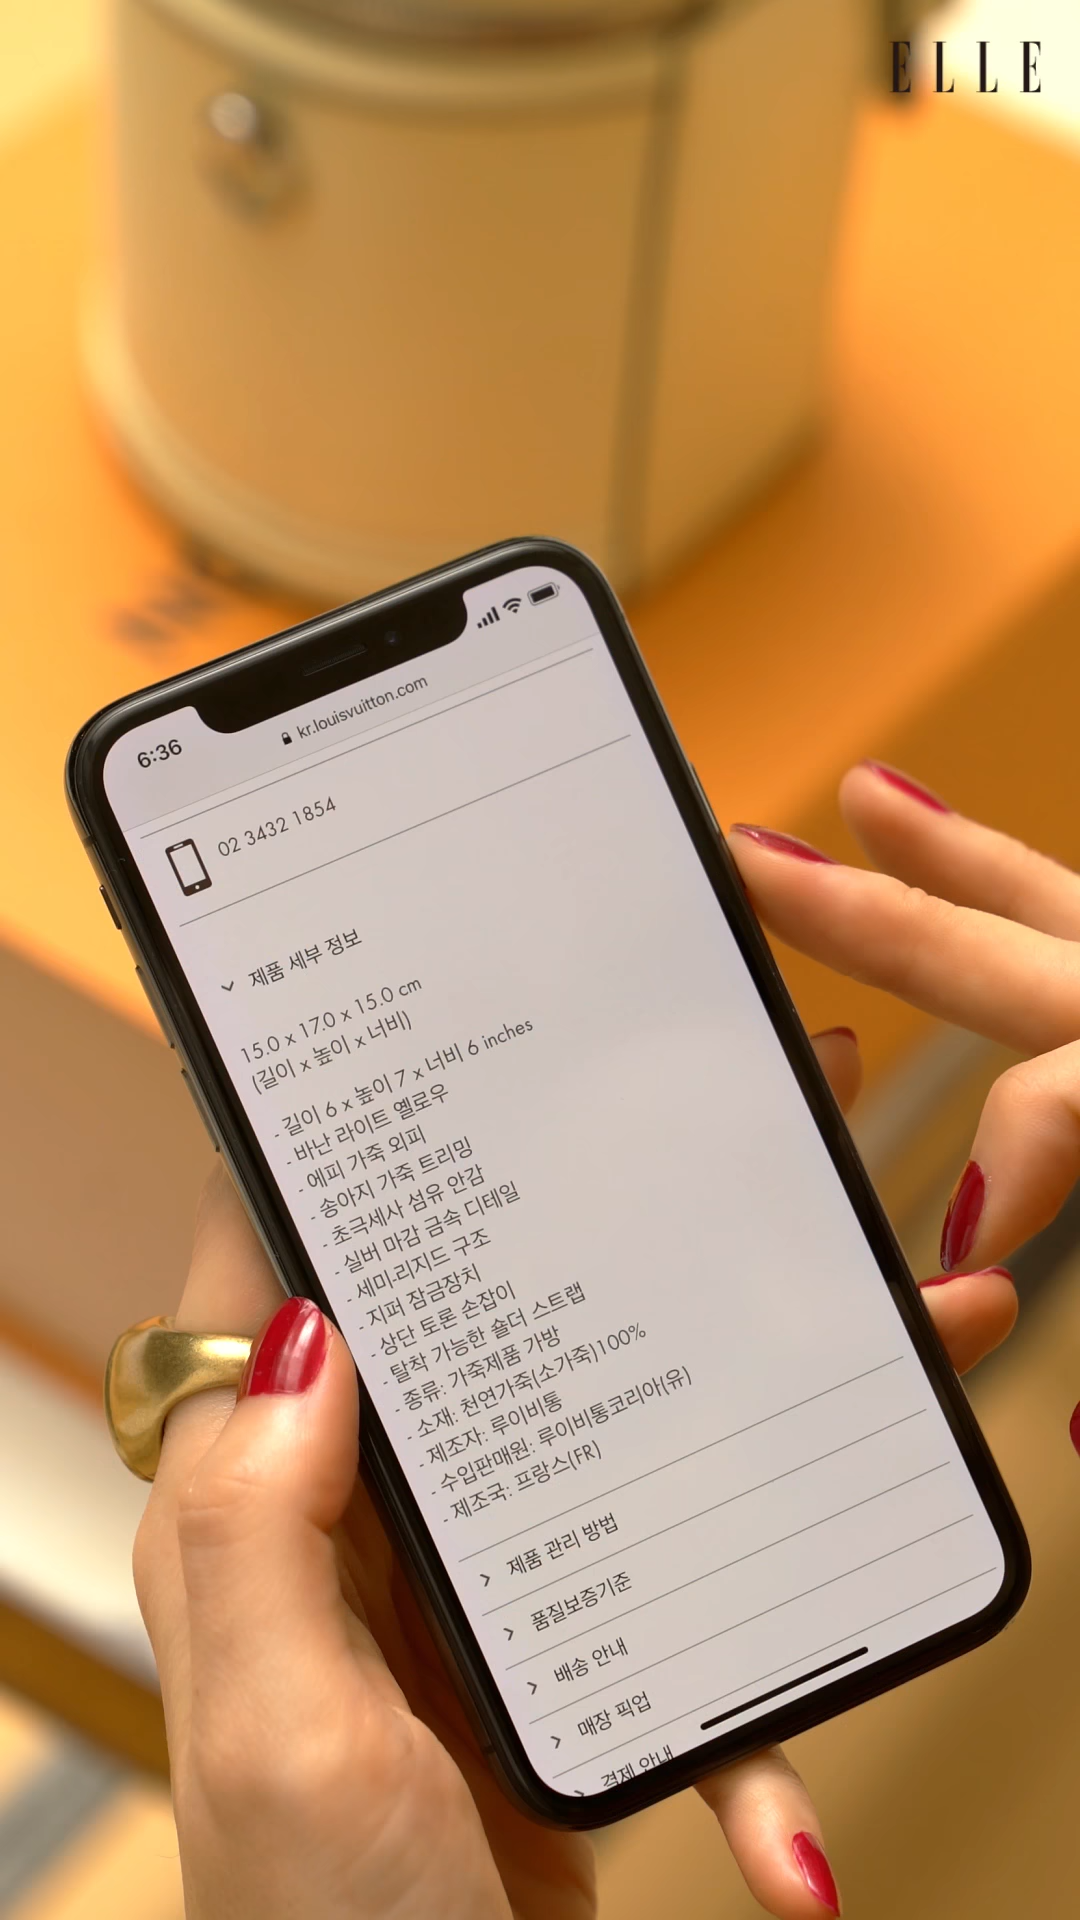 ELLE
6:36
kr.louisvuitton.com
02 3432 1854
제품 세부 정보
15.0 x 17.0 x 15.0 cm
(길이 x 높이 x 너비)
- 길이 6 x 높이 7 x 너비 6 inches
- 바난 라이트 옐로우
- 에피 가죽 외피
- 송아지 가죽 트리밍
- 초극세사 섬유 안감
- 실버 마감 금속 디테일
- 세미-리지드 구조
- 지퍼 잠금장치
- 상단 토론 손잡이
- 탈착 가능한 숄더 스트랩
- 종류: 가죽제품 가방
- 소재: 천연가죽(소가죽)100%
- 제조자: 루이비통
- 수입판매원: 루이비통코리아(유)
- 제조국: 프랑스(FR)
제품 관리 방법
품질보증기준
배송 안내
매장 픽업
결제 안내